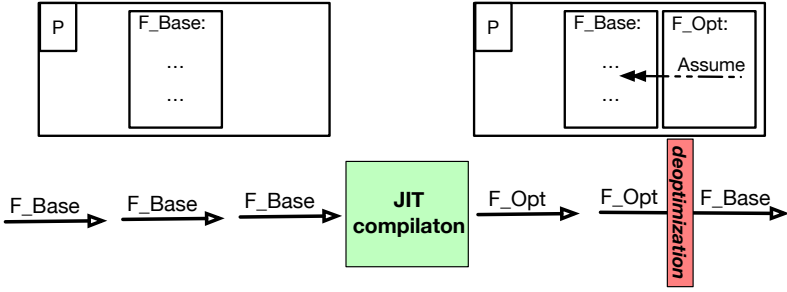 P
F_Base:
...
...
P
F_Base:
F_Opt:
...
Assume
...
F_Base
F_Base
F_Base
JIT
compilaton
F_Opt
F_Opt
deoptimization
F_Base